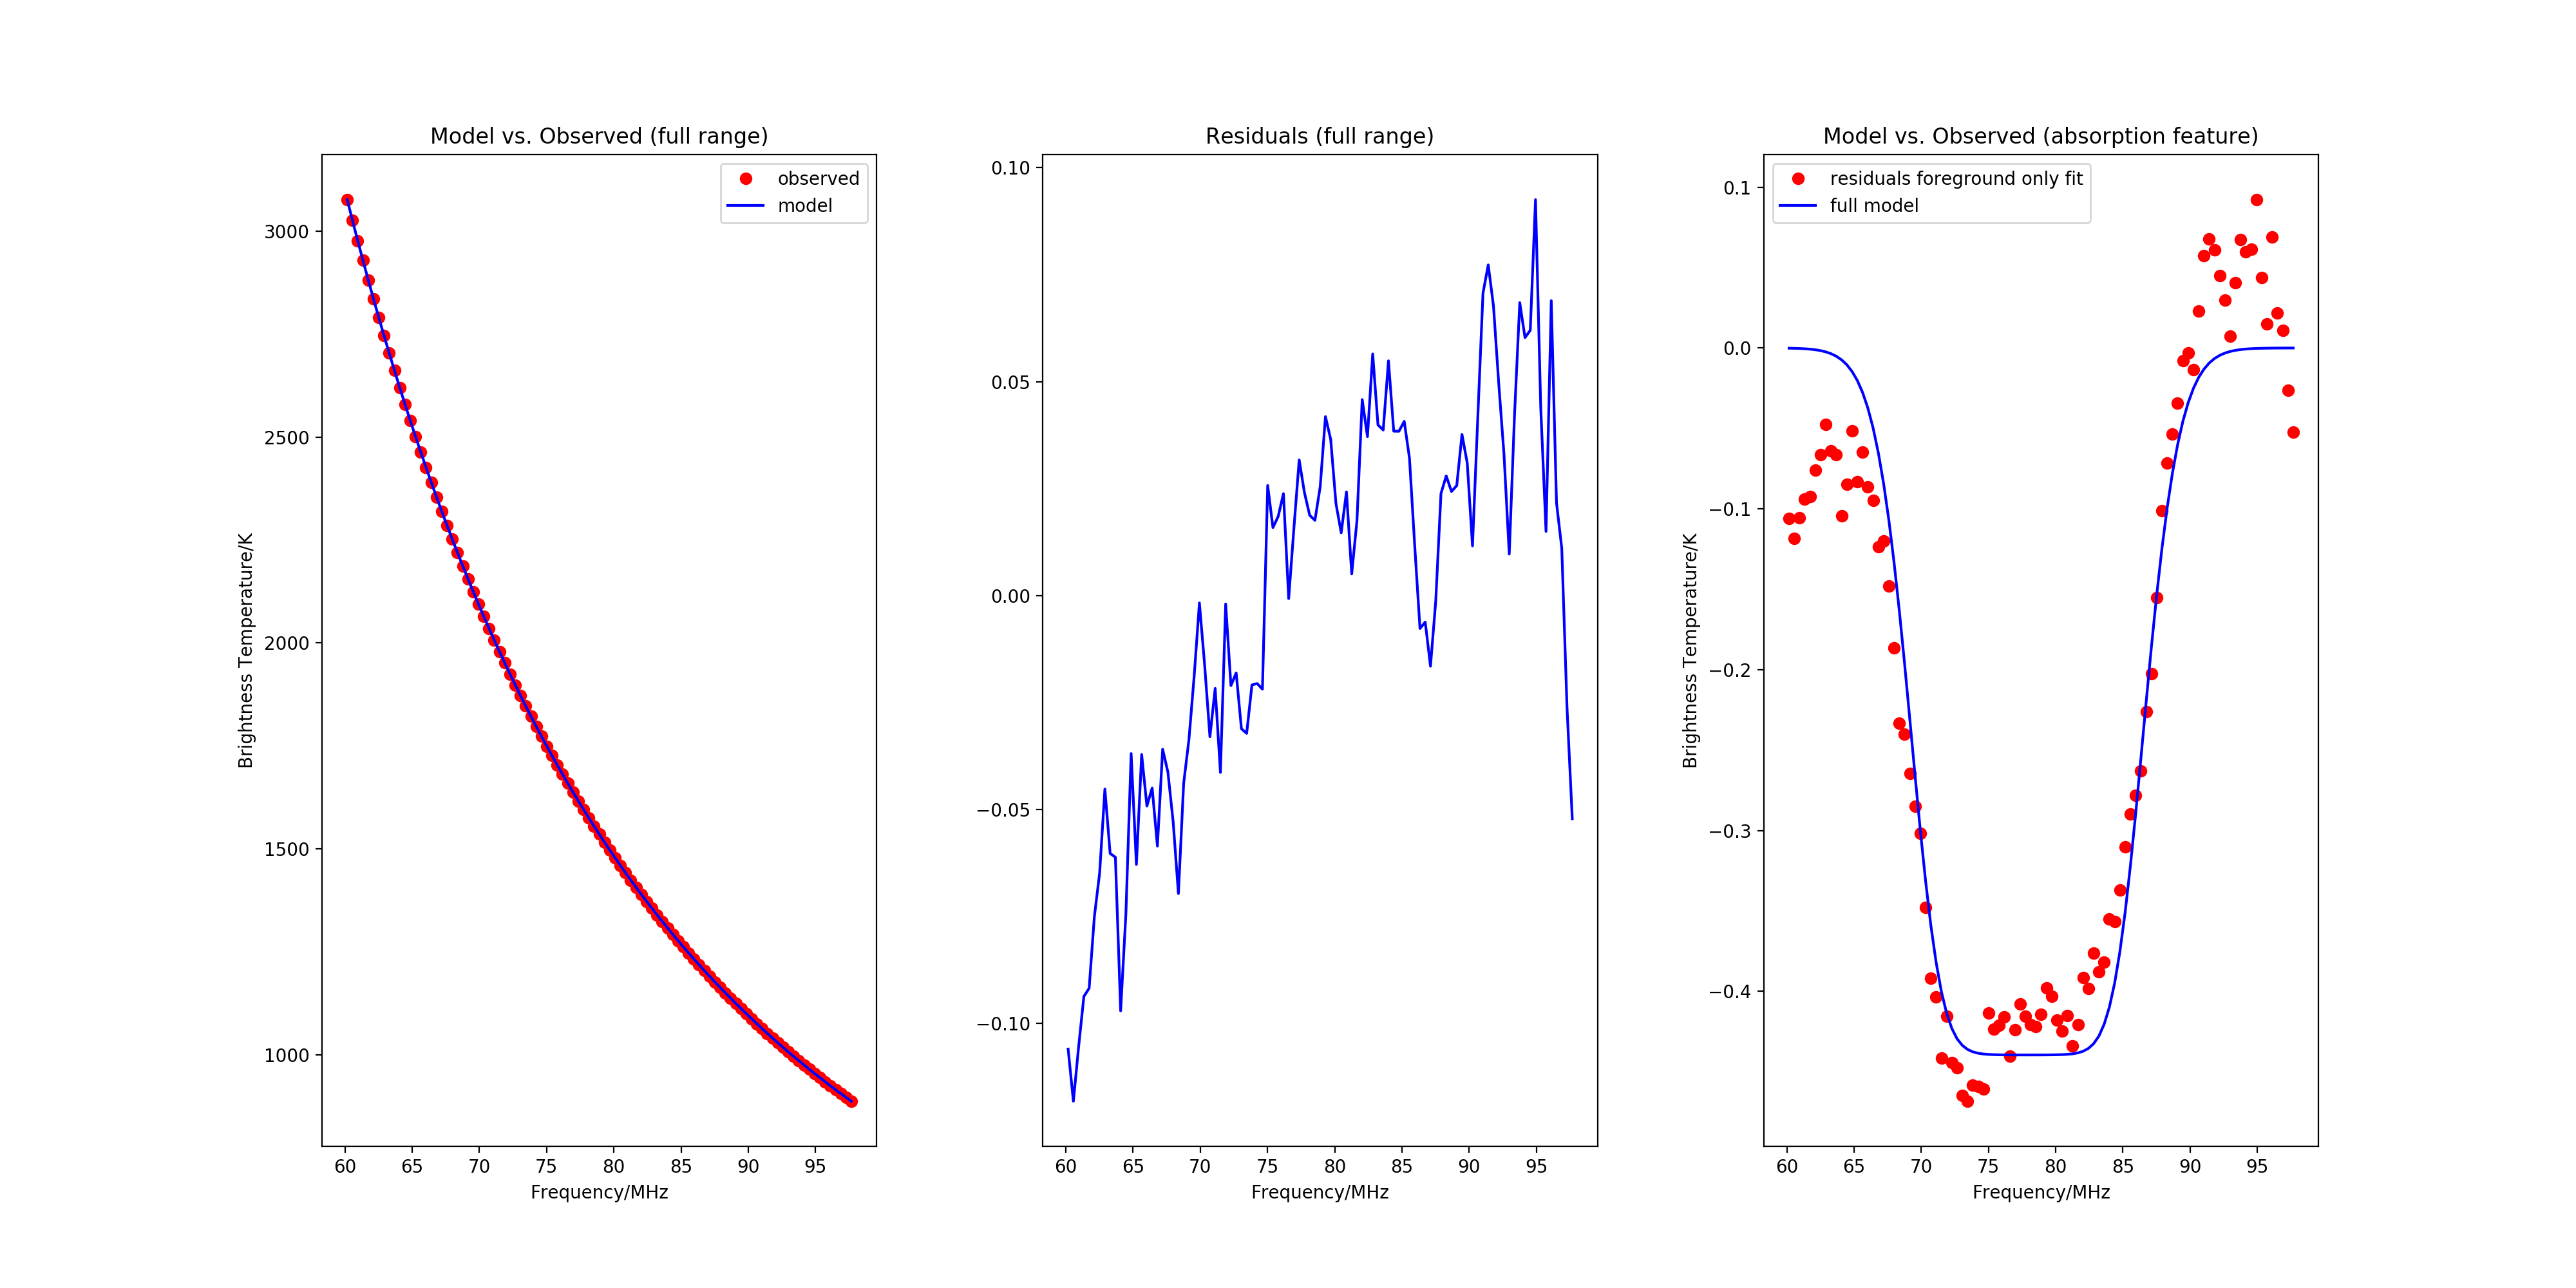 Model vs. Observed (full range)
observed
model
3000
2500
2000
1500
1000
Brightness Temperature/K
60 65 70 75 80 85 90 95
Frequency/MHz
Residuals (full range)
0.10
0.05
0.00
−0.05
−0.10
60 65 70 75 80 85 90 95
Frequency/MHz
Model vs. Observed (absorption feature)
residuals foreground only fit
full model
0.1
0.0
−0.1
−0.2
−0.3
−0.4
Brightness Temperature/K
60 65 70 75 80 85 90 95
Frequency/MHz